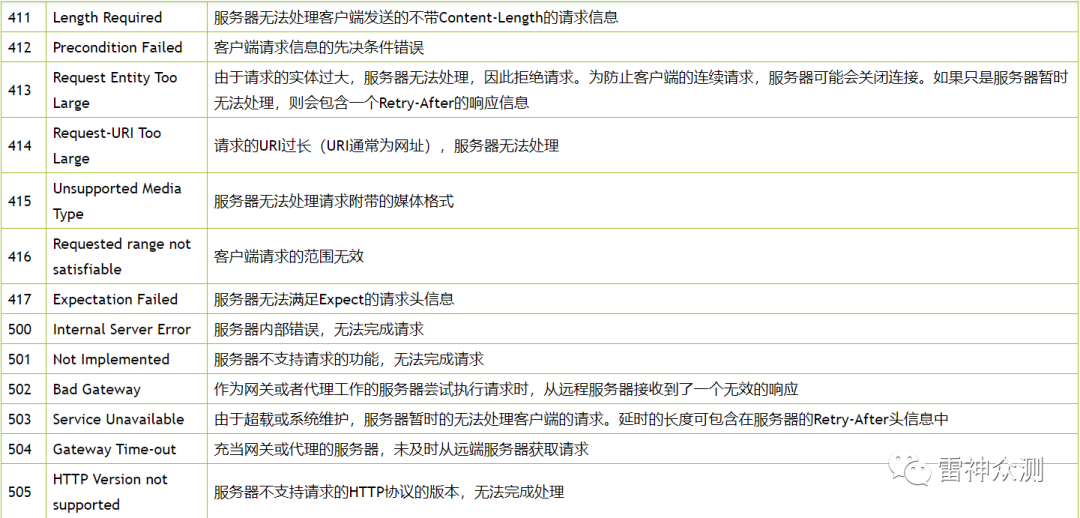 411 Length Required 服务器无法处理客户端发送的不带Content-Length的请求信息
412 Precondition Failed 客户端请求信息的先决条件错误
413 Request Entity Too Large 由于请求的实体过大，服务器无法处理，因此拒绝请求。为防止客户端的连续请求，服务器可能会关闭连接。如果只是服务器暂时
无法处理，则会包含一个Retry-After的响应信息
414 Request-URI Too Large 请求的URI过长（URI通常为网址），服务器无法处理
415 Unsupported Media Type 服务器无法处理请求附带的媒体格式
416 Requested range not satisfiable 客户端请求的范围无效
417 Expectation Failed 服务器无法满足Expect的请求头信息
500 Internal Server Error 服务器内部错误，无法完成请求
501 Not Implemented 服务器不支持请求的功能，无法完成请求
502 Bad Gateway 作为网关或者代理工作的服务器尝试执行请求时，从远程服务器接收到了一个无效的响应
503 Service Unavailable 由于超载或系统维护，服务器暂时的无法处理客户端的请求。延时的长度可包含在服务器的Retry-After头信息中
504 Gateway Time-out 充当网关或代理的服务器，未及时从远端服务器获取请求
505 HTTP Version not supported 服务器不支持请求的HTTP协议的版本，无法完成处理
雷神众测